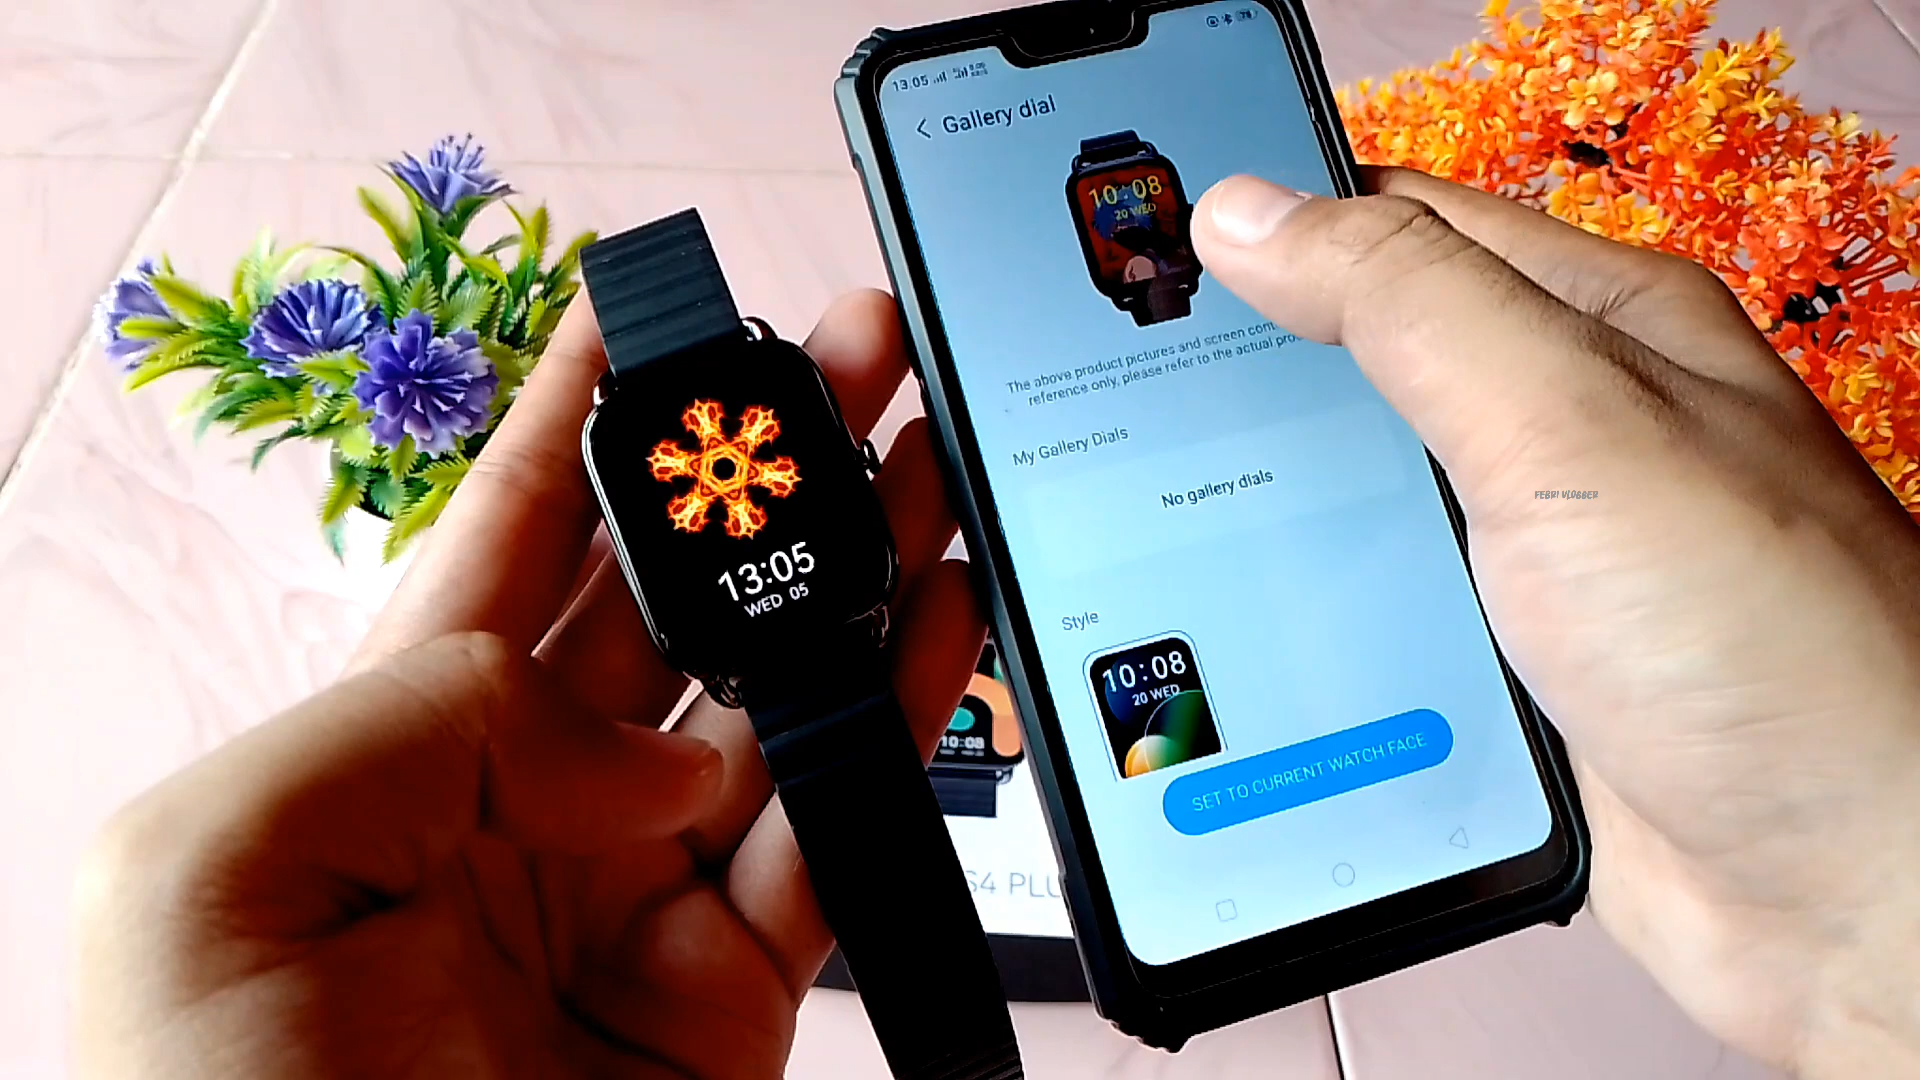 13.05
Gallery dial
10:08
20 WED
The above product pictures and screen
reference only, please refer to the actual
My Gallery Dials
No gallery dials
Style
10:08
20 WED
SET TO CURRENT WATCH FACE
13:05
WED 05
FEBRI VLOGGER
10:08
S4 PLU